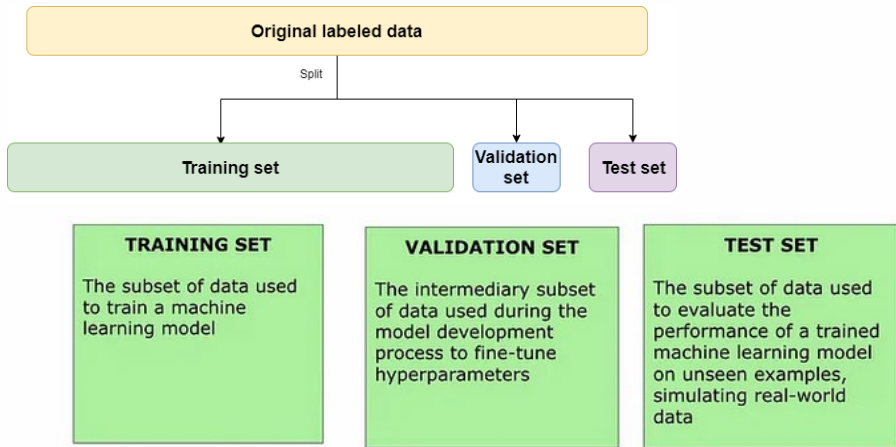 Original labeled data
Split
Training set
Validation
set
Test set
TRAINING SET
The subset of data used
to train a machine
learning model
VALIDATION SET
The intermediary subset
of data used during the
model development
process to fine-tune
hyperparameters
TEST SET
The subset of data used
to evaluate the
performance of a trained
machine learning model
on unseen examples,
simulating real-world
data